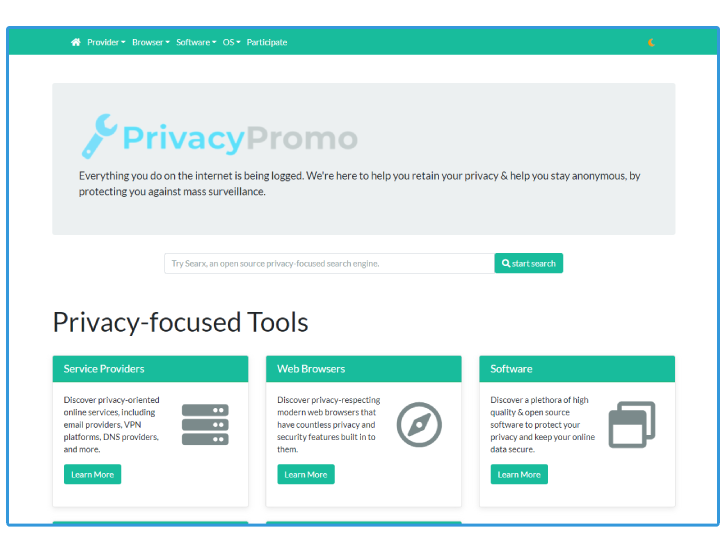 Provider Browser Software OS Participate
PrivacyPromo
Everything you do on the internet is being logged. We're here to help you retain your privacy & help you stay anonymous, by
protecting you against mass surveillance.
Try Searx, an open source privacy-focused search engine. start search
Privacy-focused Tools
Service Providers
Discover privacy-oriented
online services, including
email providers, VPN
platforms, DNS providers,
and more.
Learn More
Web Browsers
Discover privacy-respecting
modern web browsers that
have countless privacy and
security features built in to
them.
Learn More
Software
Discover a plethora of high
quality & open source
software to protect your
privacy and keep your online
data secure.
Learn More